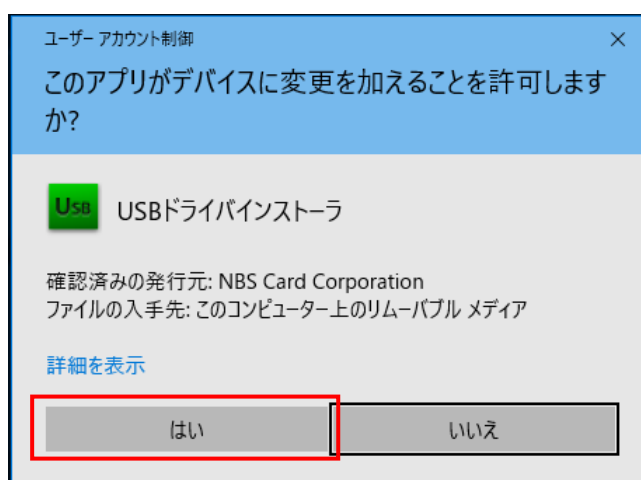 ユーザー アカウント制御
このアプリがデバイスに変更を加えることを許可します
か?
USB
USBドライバインストーラ
確認済みの発行元: NBS Card Corporation
ファイルの入手先: このコンピューター上のリムーバブル メディア
詳細を表示
はい
いいえ